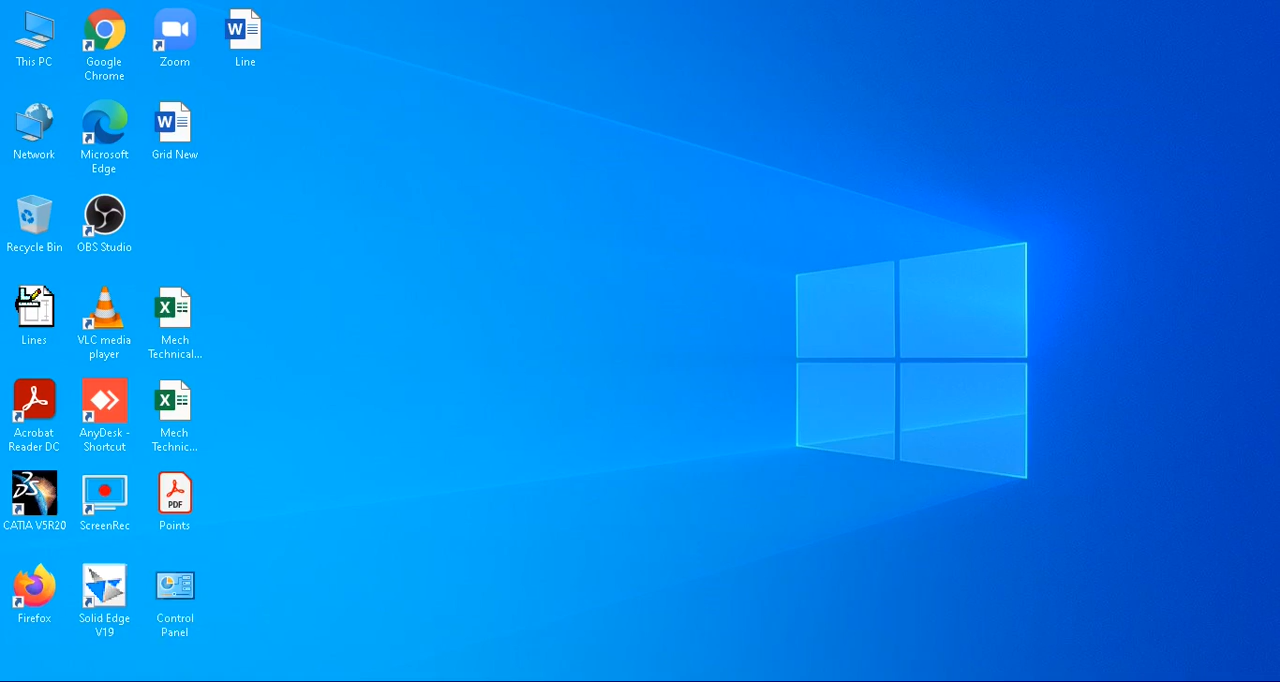 This PC
Google
Chrome
Zoom
Line
Network
Microsoft
Edge
Grid New
Recycle Bin
OBS Studio
Lines
VLC media
player
Mech
Technical...
Acrobat
Reader DC
AnyDesk -
Shortcut
Mech
Technic...
CATIA V5R20
ScreenRec
PDF
Points
Firefox
Solid Edge
V19
Control
Panel